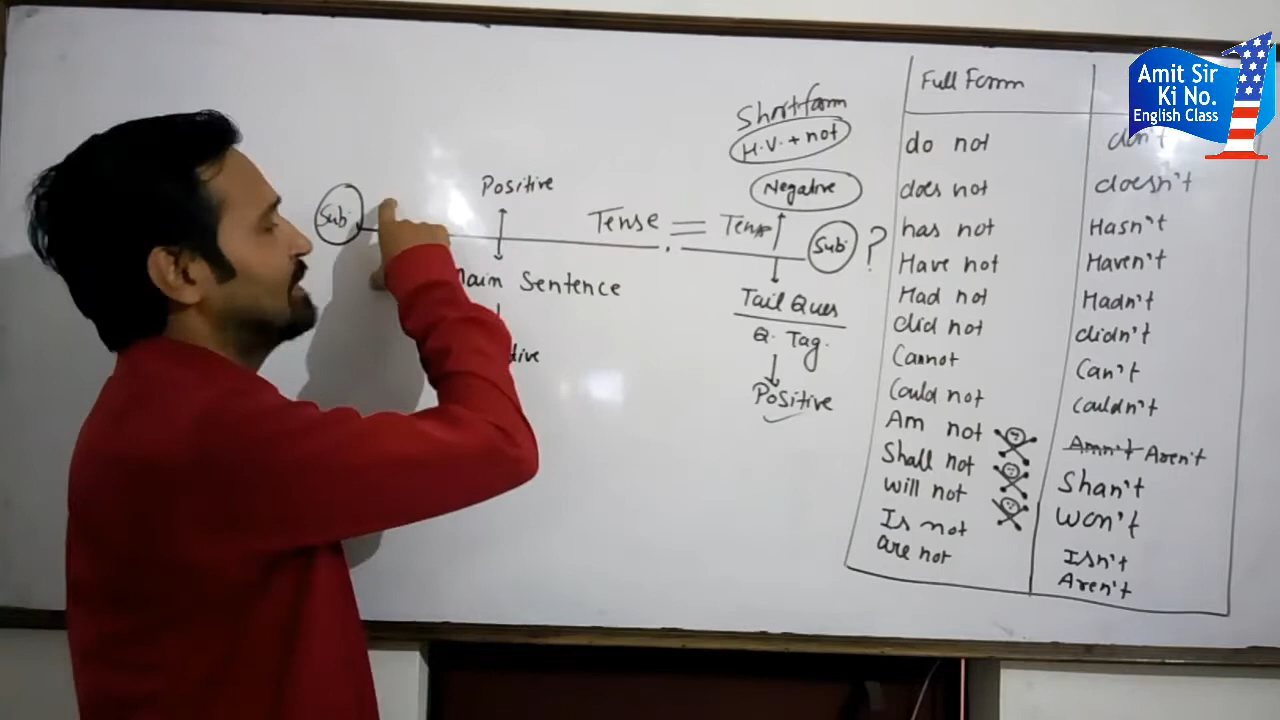 Amit Sir
Ki No. 1
English Class
Short form
H.V. + not
Positive
Negative
Sub
Tense = Tense
Sub ?
Main Sentence
Tail Ques
Q. Tag.
Positive
Full Form
do not don't
does not doesn't
has not Hasn't
Have not Haven't
Had not Hadn't
did not didn't
Cannot Can't
Could not Couldn't
Am not Amn't Aren't
Shall not Shan't
will not Won't
Is not Isn't
are not Aren't